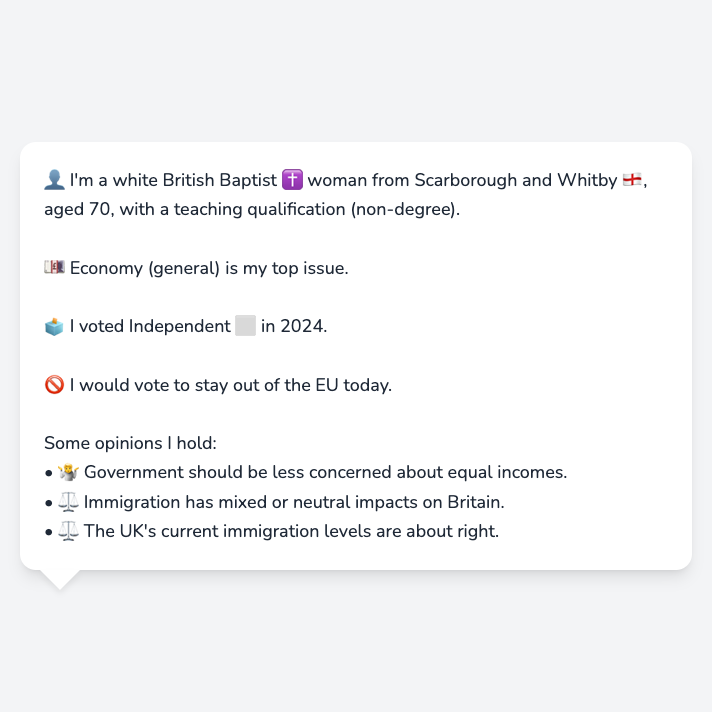 👤 I'm a white British Baptist ✝️ woman from Scarborough and Whitby 🏴󠁧󠁢󠁥󠁮󠁧󠁿,
aged 70, with a teaching qualification (non-degree).
💷 Economy (general) is my top issue.
🗳️ I voted Independent ⬜ in 2024.
🚫 I would vote to stay out of the EU today.
Some opinions I hold:
• 🤷 Government should be less concerned about equal incomes.
• ⚖️ Immigration has mixed or neutral impacts on Britain.
• ⚖️ The UK's current immigration levels are about right.